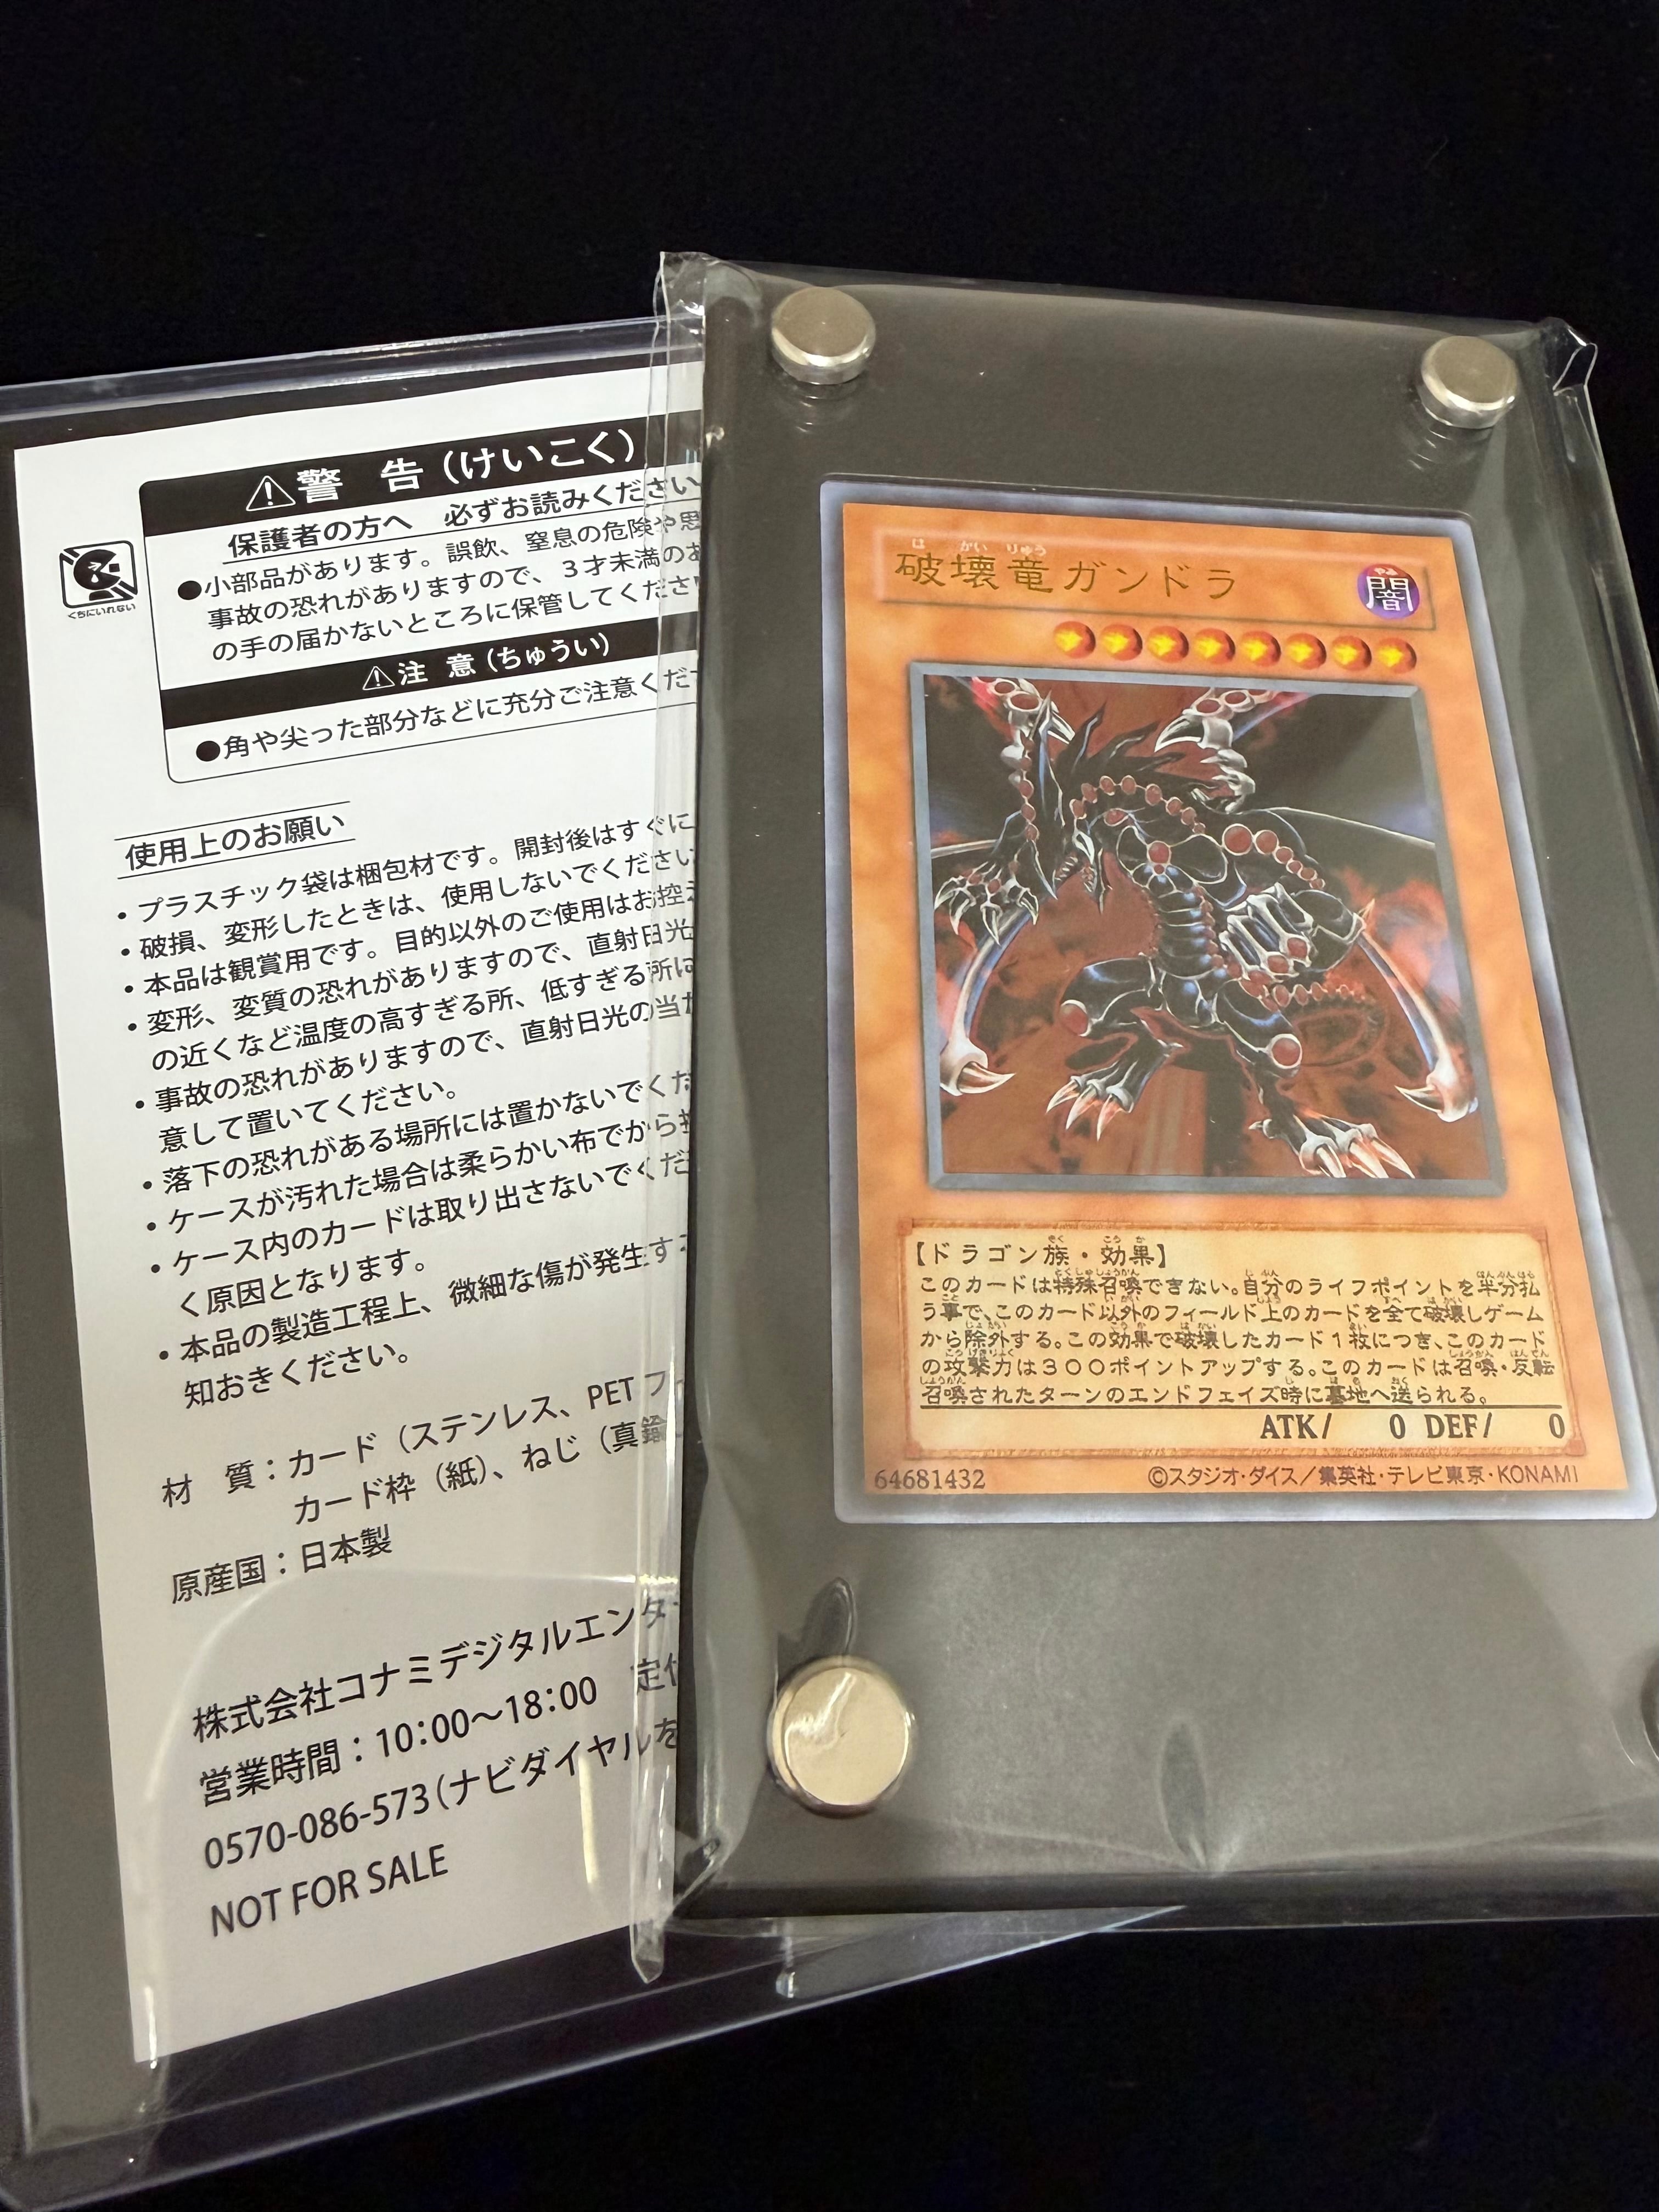 ⚠警 告(けいこく)
保護者の方へ 必ずお読みください
●小部品があります。誤飲、窒息の危険や思
事故の恐れがありますので、3才未満のお
の手の届かないところに保管してくださ
くちにいれない
⚠注 意(ちゅうい)
●角や尖った部分などに充分ご注意くだ
使用上のお願い
・プラスチック袋は梱包材です。開封後はすぐに
・破損、変形したときは、使用しないでください
・本品は観賞用です。目的以外のご使用はお控え
・変形、変質の恐れがありますので、直射日光
の近くなど温度の高すぎる所、低すぎる所に
・事故の恐れがありますので、直射日光の当た
意して置いてください。
・落下の恐れがある場所には置かないでくだ
・ケースが汚れた場合は柔らかい布でから
・ケース内のカードは取り出さないでくだ
く原因となります。
・本品の製造工程上、微細な傷が発生す
知おきください。
材 質：カード（ステンレス、PETフ
カード枠（紙）、ねじ（真鍮
原産国：日本製
株式会社コナミデジタルエンタ
営業時間：10:00～18:00 定
0570-086-573(ナビダイヤルを
NOT FOR SALE
破壊竜ガンドラ
闇
【ドラゴン族・効果】
このカードは特殊召喚できない。自分のライフポイントを半分払
う事で、このカード以外のフィールド上のカードを全て破壊しゲーム
から除外する。この効果で破壊したカード1枚につき、このカード
の攻撃力は300ポイントアップする。このカードは召喚・反転
召喚されたターンのエンドフェイズ時に墓地へ送られる。
ATK/ 0 DEF/ 0
64681432
©スタジオ・ダイス／集英社・テレビ東京・KONAMI